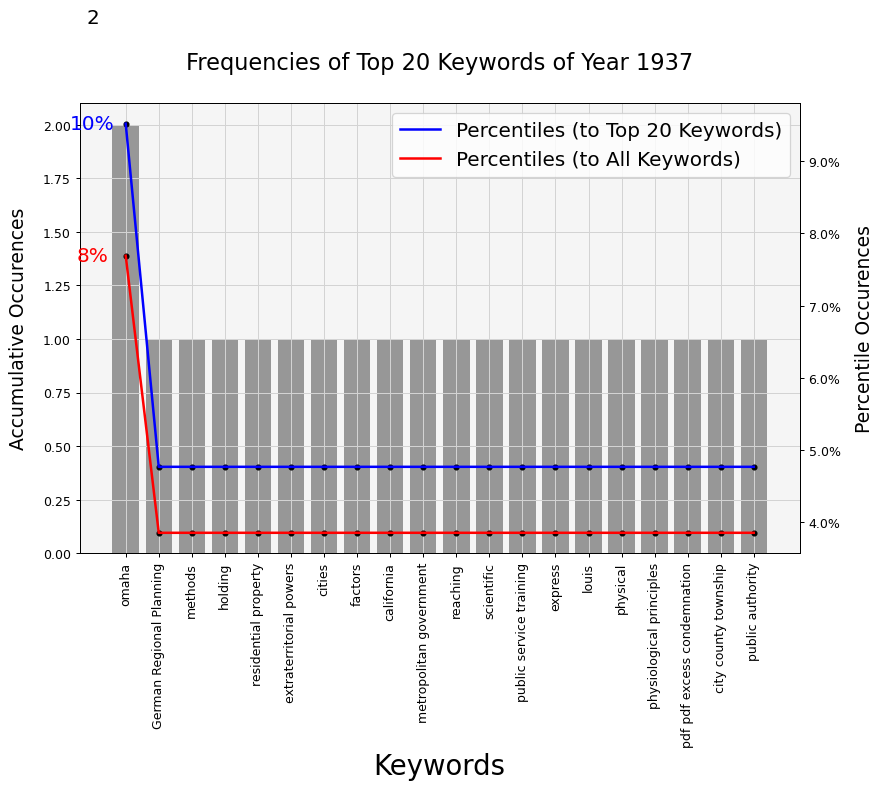 2
Frequencies of Top 20 Keywords of Year 1937
Percentiles (to Top 20 Keywords)
Percentiles (to All Keywords)
10%
8%
Accumulative Occurences
2.00
1.75
1.50
1.25
1.00
0.75
0.50
0.25
0.00
Percentile Occurences
9.0%
8.0%
7.0%
6.0%
5.0%
4.0%
omaha
German Regional Planning
methods
holding
residential property
extraterritorial powers
cities
factors
california
metropolitan government
reaching
scientific
public service training
express
louis
physical
physiological principles
pdf pdf excess condemnation
city county township
public authority
Keywords